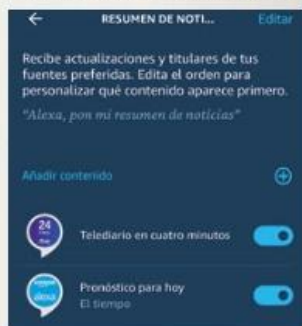 RESUMEN DE NOTI...
Editar
Recibe actualizaciones y titulares de tus
fuentes preferidas. Edita el orden para
personalizar qué contenido aparece primero.
"Alexa, pon mi resumen de noticias"
Añadir contenido
24
Telediario en cuatro minutos
alexa
Pronóstico para hoy
El tiempo